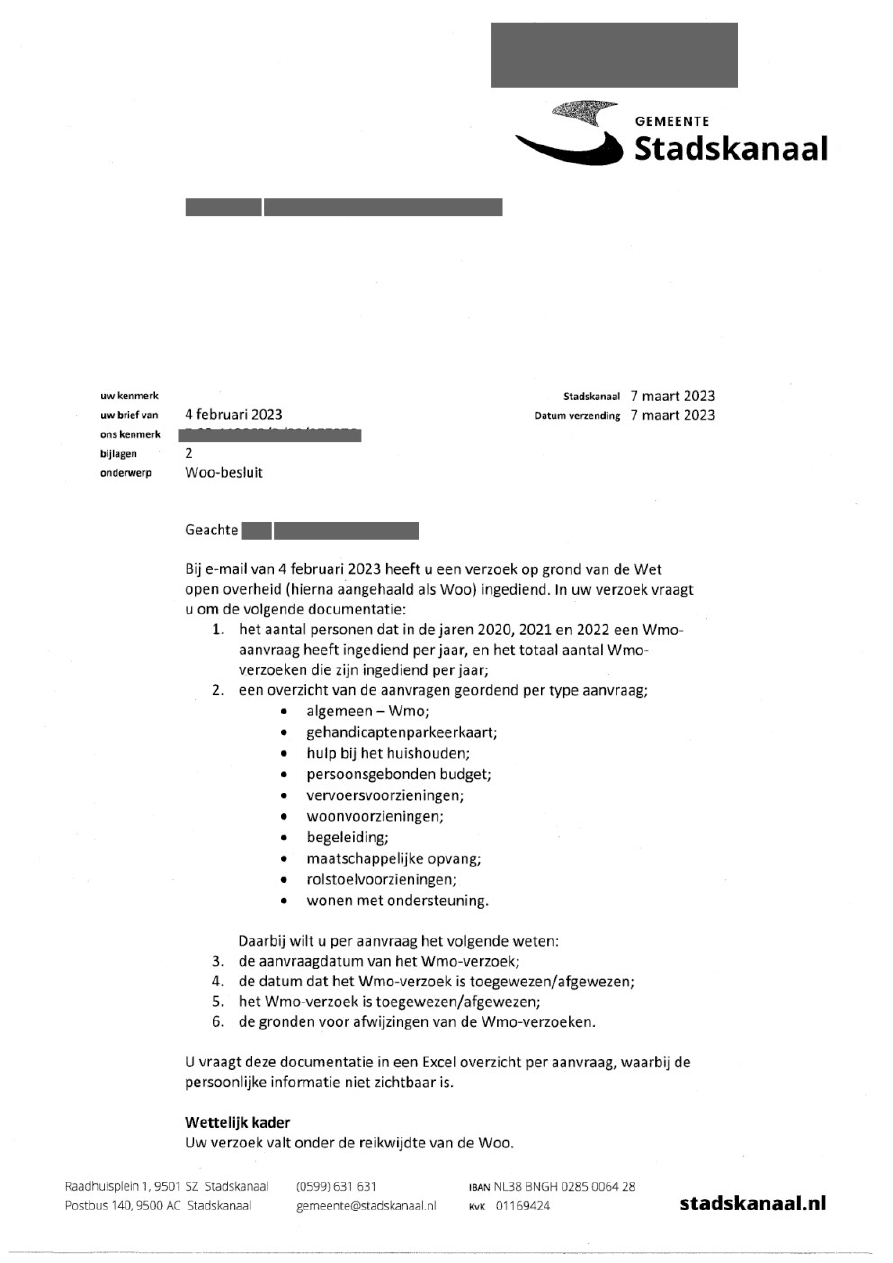 GEMEENTE
Stadskanaal
uw kenmerk
uw brief van 4 februari 2023
ons kenmerk
bijlagen 2
onderwerp Woo-besluit
Stadskanaal 7 maart 2023
Datum verzending 7 maart 2023
Geachte
Bij e-mail van 4 februari 2023 heeft u een verzoek op grond van de Wet
open overheid (hierna aangehaald als Woo) ingediend. In uw verzoek vraagt
u om de volgende documentatie:
1. het aantal personen dat in de jaren 2020, 2021 en 2022 een Wmo-
aanvraag heeft ingediend per jaar, en het totaal aantal Wmo-
verzoeken die zijn ingediend per jaar;
2. een overzicht van de aanvragen geordend per type aanvraag;
• algemeen – Wmo;
• gehandicaptenparkeerkaart;
• hulp bij het huishouden;
• persoonsgebonden budget;
• vervoersvoorzieningen;
• woonvoorzieningen;
• begeleiding;
• maatschappelijke opvang;
• rolstoelvoorzieningen;
• wonen met ondersteuning.
Daarbij wilt u per aanvraag het volgende weten:
3. de aanvraagdatum van het Wmo-verzoek;
4. de datum dat het Wmo-verzoek is toegewezen/afgewezen;
5. het Wmo-verzoek is toegewezen/afgewezen;
6. de gronden voor afwijzingen van de Wmo-verzoeken.
U vraagt deze documentatie in een Excel overzicht per aanvraag, waarbij de
persoonlijke informatie niet zichtbaar is.
Wettelijk kader
Uw verzoek valt onder de reikwijdte van de Woo.
Raadhuisplein 1, 9501 SZ Stadskanaal (0599) 631 631 IBAN NL38 BNGH 0285 0064 28
Postbus 140, 9500 AC Stadskanaal gemeente@stadskanaal.nl KvK 01169424
stadskanaal.nl